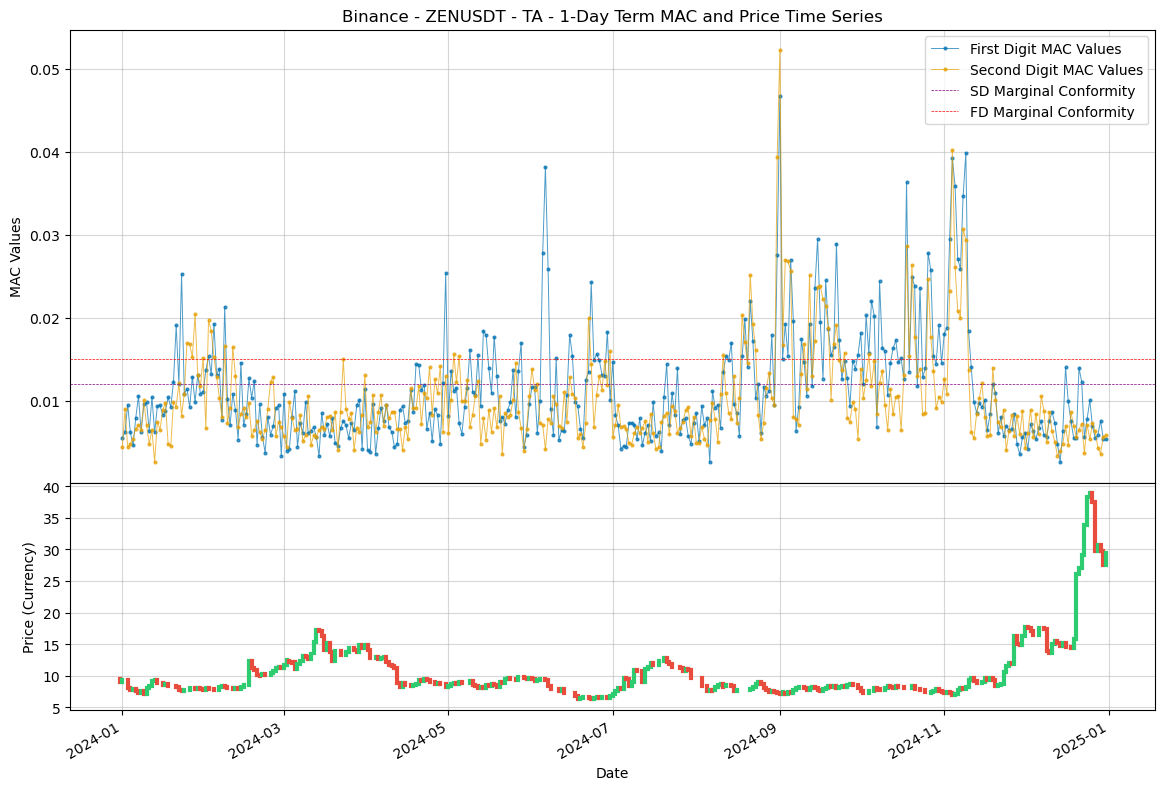 Binance - ZENUSDT - TA - 1-Day Term MAC and Price Time Series
First Digit MAC Values
Second Digit MAC Values
SD Marginal Conformity
FD Marginal Conformity
MAC Values
0.05
0.04
0.03
0.02
0.01
Price (Currency)
40
35
30
25
20
15
10
5
2024-01
2024-03
2024-05
2024-07
2024-09
2024-11
2025-01
Date